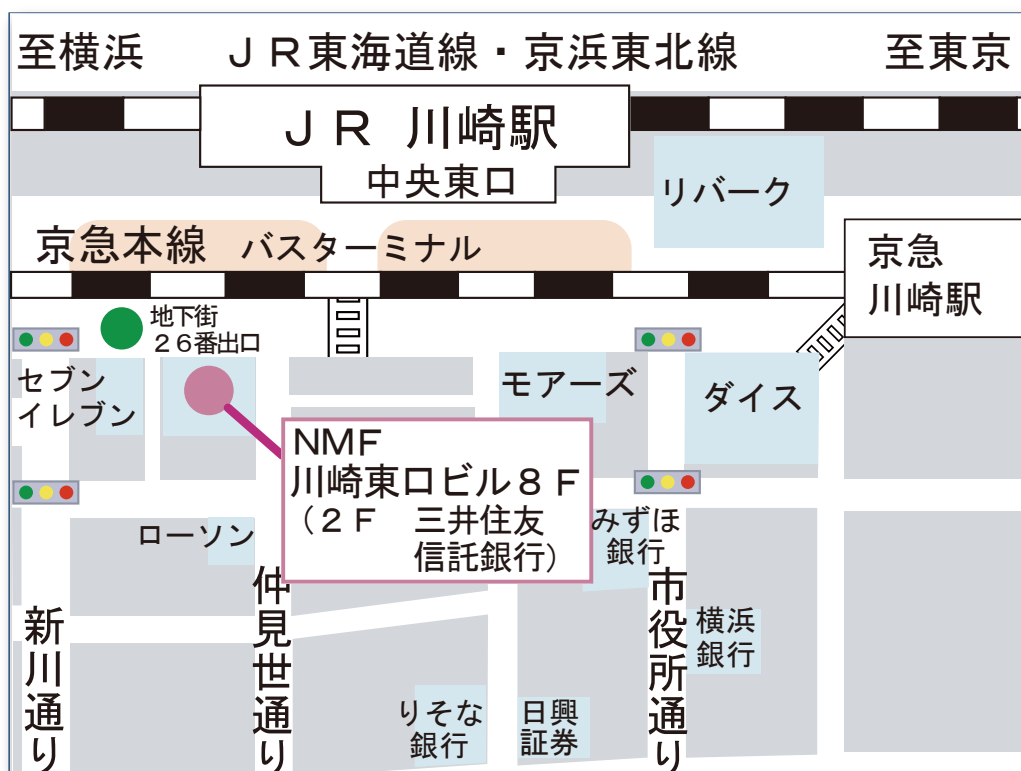 至横浜
ＪＲ東海道線・京浜東北線
至東京
ＪＲ 川崎駅
中央東口
リバーク
京急本線
バスターミナル
京急
川崎駅
地下街
２６番出口
セブン
イレブン
モアーズ
ダイス
NMF
川崎東口ビル８Ｆ
（２Ｆ　三井住友
信託銀行）
ローソン
みずほ
銀行
新川通り
仲見世通り
市役所通り
横浜
銀行
りそな
銀行
日興
証券